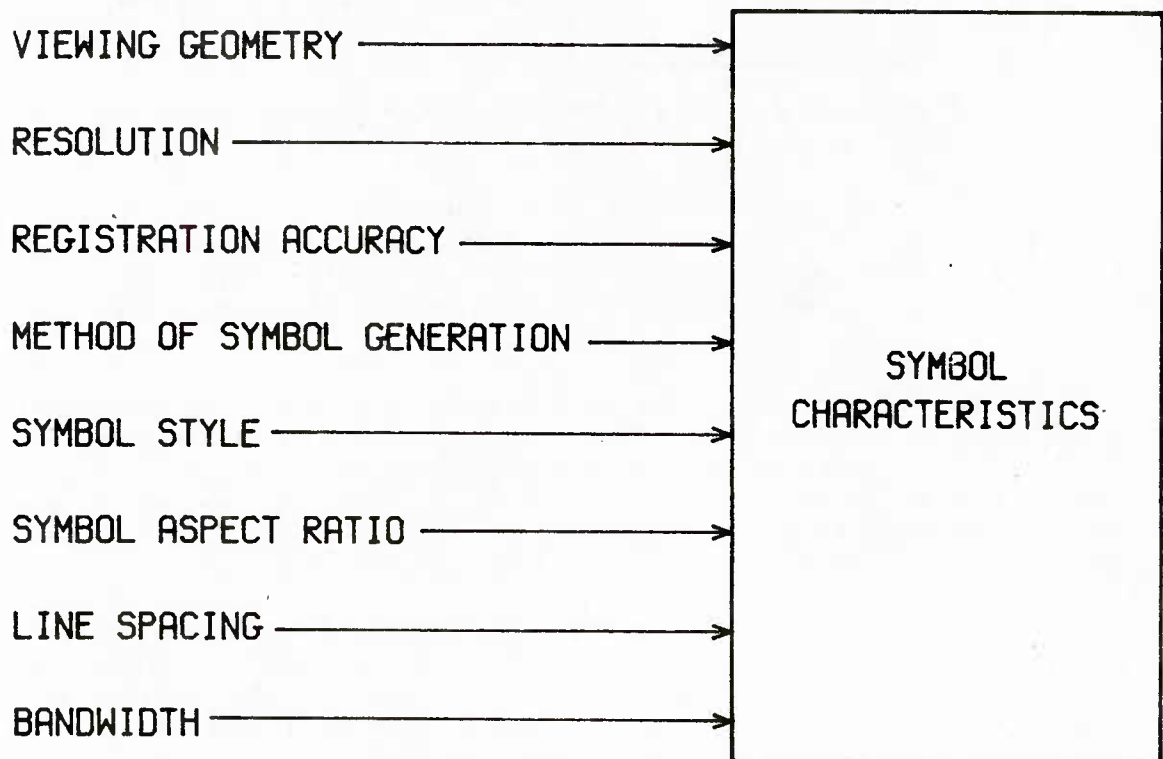 VIEWING GEOMETRY
RESOLUTION
REGISTRATION ACCURACY
METHOD OF SYMBOL GENERATION
SYMBOL STYLE
SYMBOL ASPECT RATIO
LINE SPACING
BANDWIDTH
SYMBOL
CHARACTERISTICS